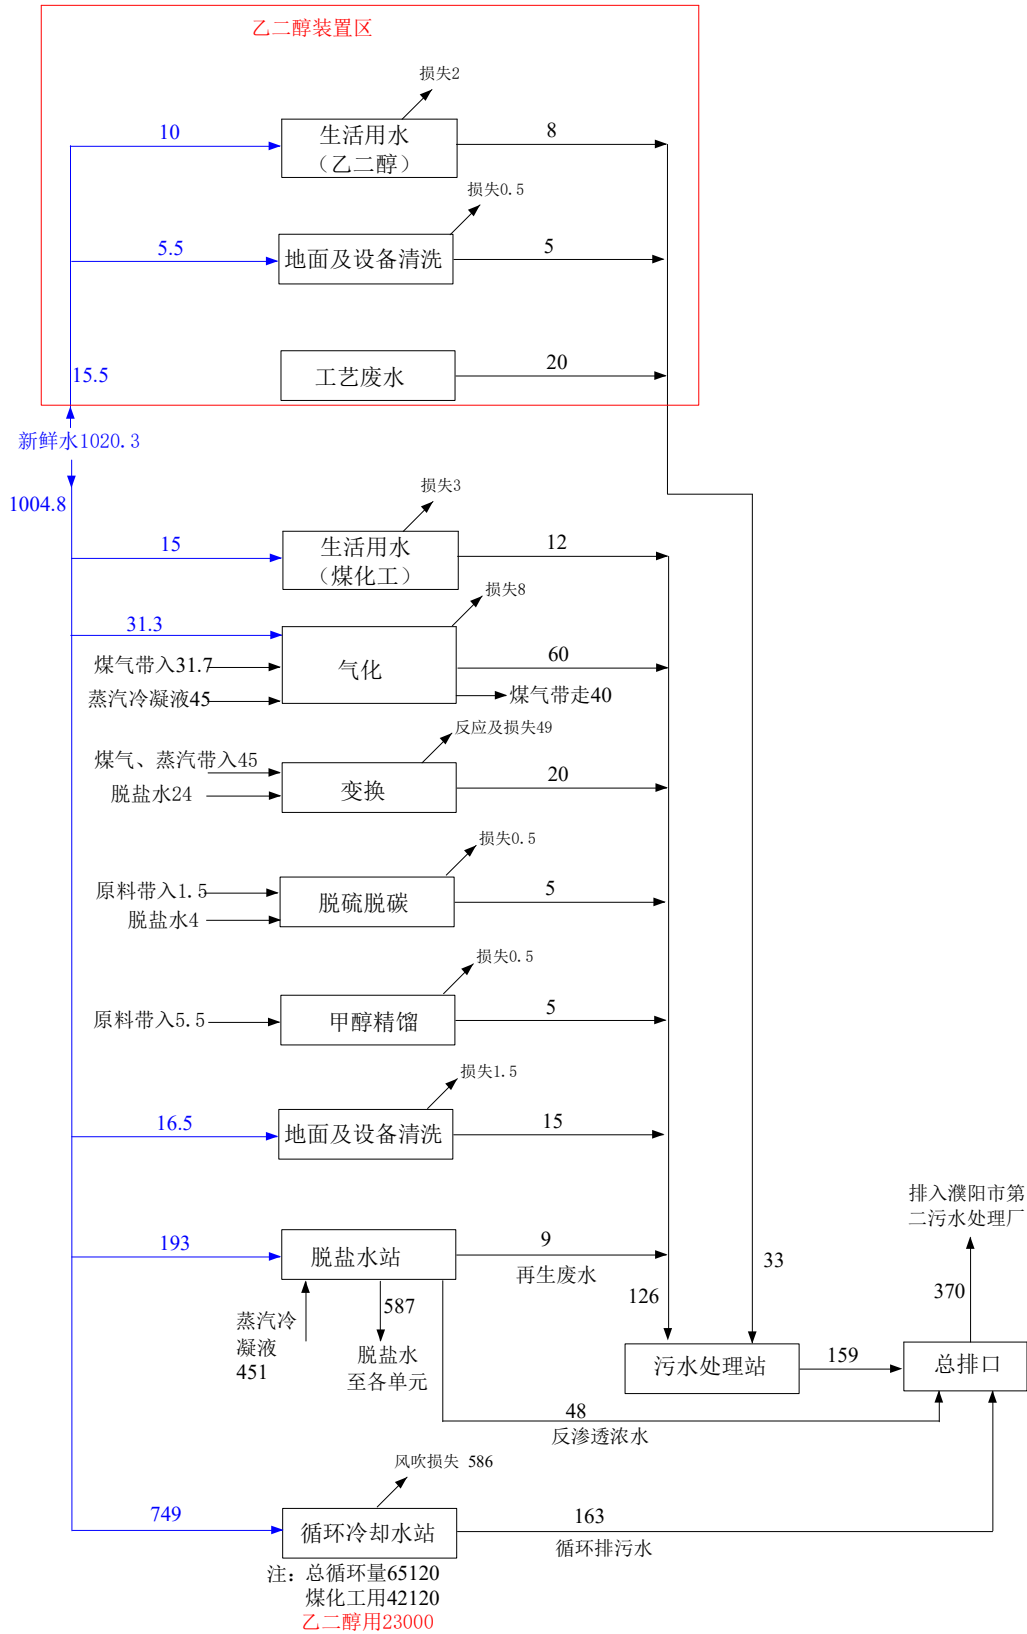 乙二醇装置区
损失2
10
生活用水
（乙二醇）
8
损失0.5
5.5
地面及设备清洗
5
15.5
工艺废水
20
新鲜水1020.3
1004.8
损失3
15
生活用水
（煤化工）
12
损失8
31.3
煤气带入31.7
蒸汽冷凝液45
气化
60
煤气带走40
反应及损失49
煤气、蒸汽带入45
脱盐水24
变换
20
损失0.5
原料带入1.5
脱盐水4
脱硫脱碳
5
损失0.5
原料带入5.5
甲醇精馏
5
损失1.5
16.5
地面及设备清洗
15
排入濮阳市第
二污水处理厂
193
脱盐水站
9
再生废水
33
126
370
蒸汽冷
凝液
451
587
脱盐水
至各单元
污水处理站
159
总排口
48
反渗透浓水
风吹损失 586
749
循环冷却水站
163
循环排污水
注：总循环量65120
煤化工用42120
乙二醇用23000